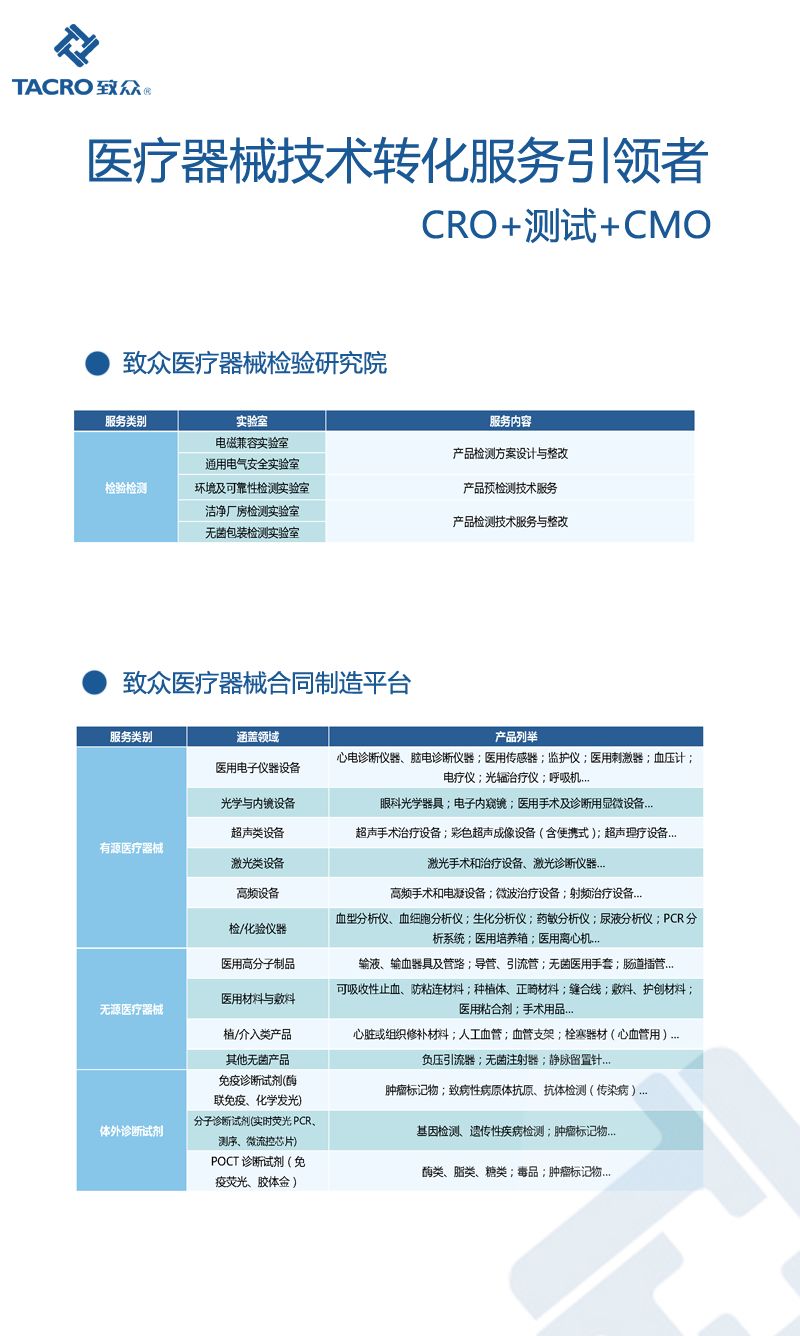 TACRO 致众®
医疗器械技术转化服务引领者
CRO+测试+CMO
致众医疗器械检验研究院
服务类别 实验室 服务内容
检验检测
电磁兼容实验室
通用电气安全实验室
产品检测方案设计与整改
环境及可靠性检测实验室 产品预检测技术服务
洁净厂房检测实验室
无菌包装检测实验室
产品检测技术服务与整改
致众医疗器械合同制造平台
服务类别 涵盖领域 产品列举
有源医疗器械
医用电子仪器设备
心电诊断仪器、脑电诊断仪器；医用传感器；监护仪；医用刺激器；血压计；
电疗仪；光辐治疗仪；呼吸机...
光学与内镜设备 眼科光学器具；电子内窥镜；医用手术及诊断用显微设备...
超声类设备 超声手术治疗设备；彩色超声成像设备（含便携式）；超声理疗设备...
激光类设备 激光手术和治疗设备、激光诊断仪器...
高频设备 高频手术和电凝设备；微波治疗设备；射频治疗设备...
检/化验仪器
血型分析仪、血细胞分析仪；生化分析仪；药敏分析仪；尿液分析仪；PCR 分
析系统；医用培养箱；医用离心机...
无源医疗器械
医用高分子制品 输液、输血器具及管路；导管、引流管；无菌医用手套；肠道插管...
医用材料与敷料
可吸收性止血、防粘连材料；种植体、正畸材料；缝合线；敷料、护创材料；
医用粘合剂；手术用品...
植/介入类产品 心脏或组织修补材料；人工血管；血管支架；栓塞器材（心血管用）...
其他无菌产品 负压引流器；无菌注射器；静脉留置针...
体外诊断试剂
免疫诊断试剂(酶
联免疫、化学发光)
肿瘤标记物；致病性病原体抗原、抗体检测（传染病）...
分子诊断试剂(实时荧光 PCR、
测序、微流控芯片)
基因检测、遗传性疾病检测；肿瘤标记物...
POCT 诊断试剂（免
疫荧光、胶体金）
酶类、脂类、糖类；毒品；肿瘤标记物...